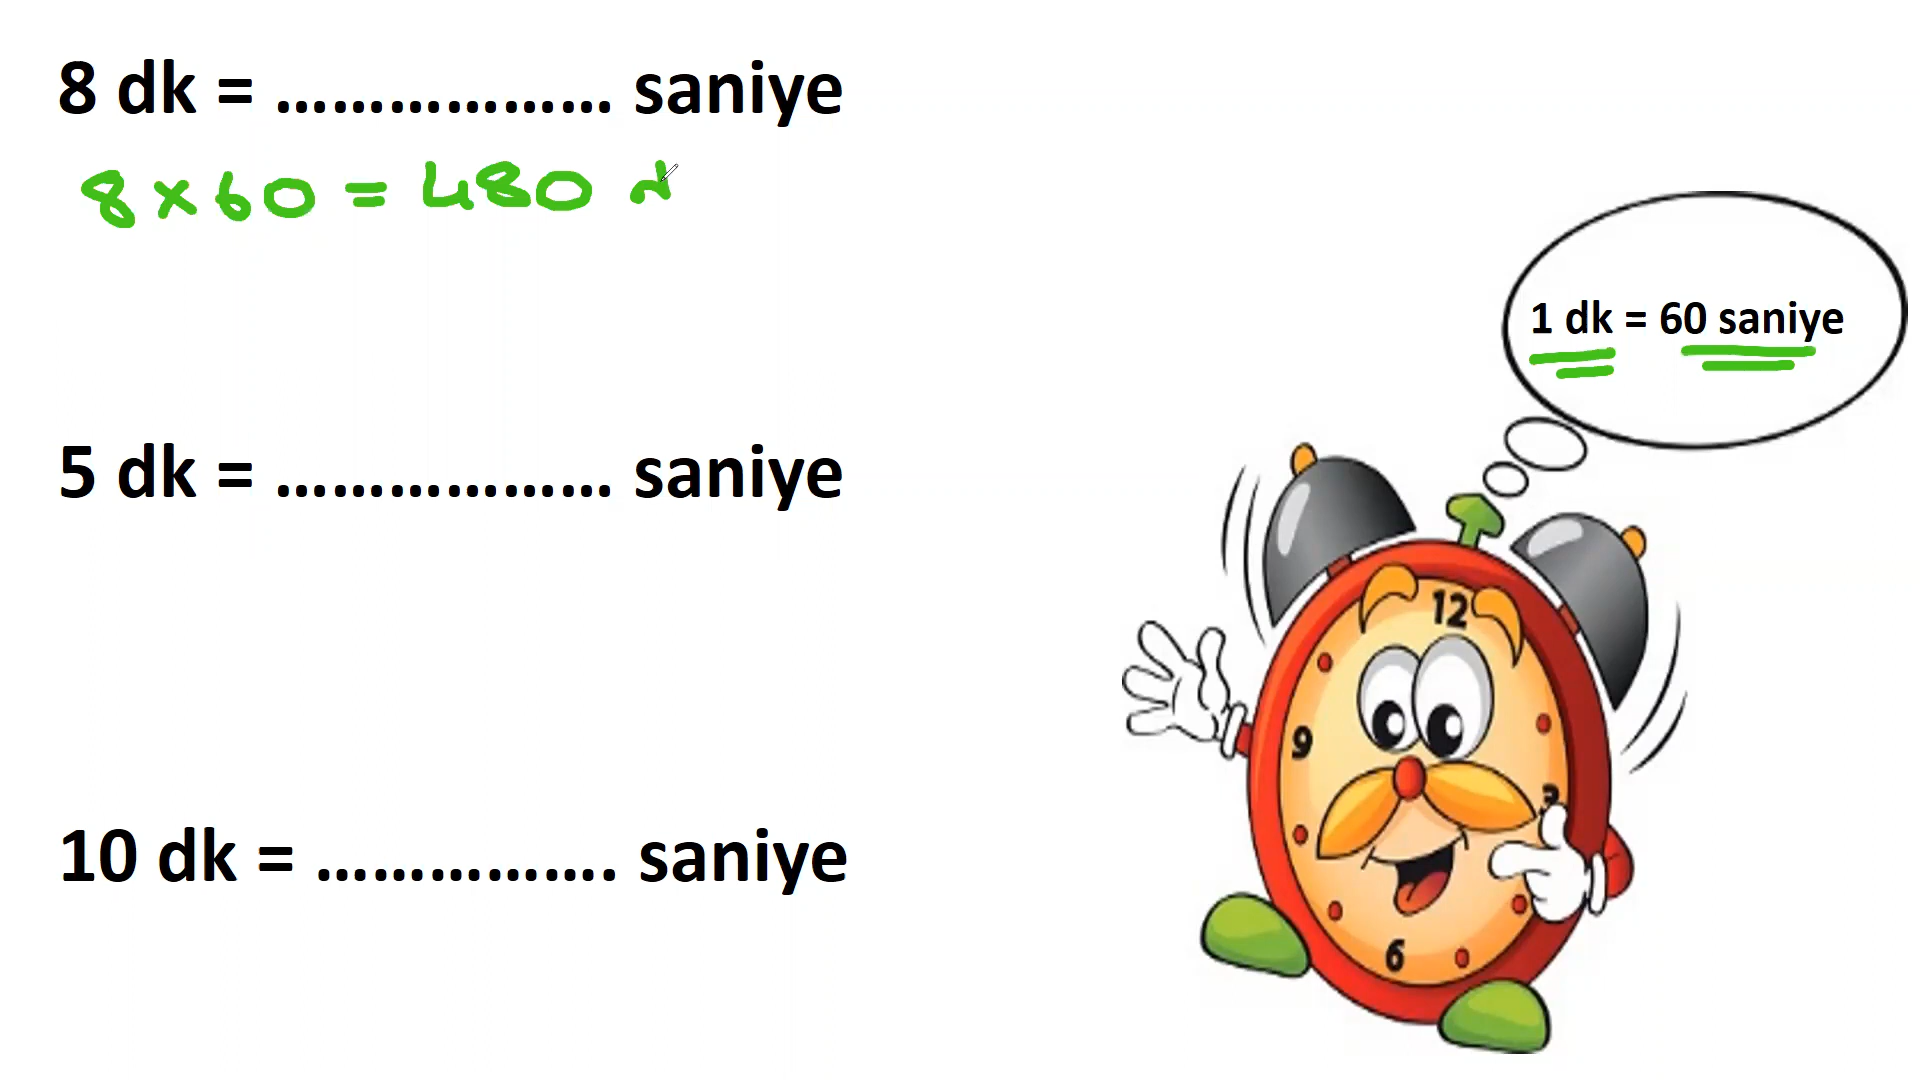 8 dk = ……………… saniye
8 x 60 = 480
1 dk = 60 saniye
5 dk = ……………… saniye
10 dk = ……………. saniye
12
9
3
6